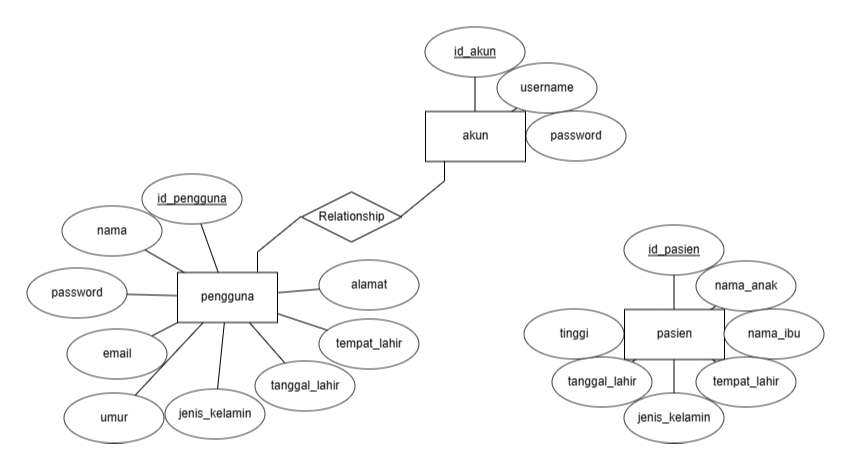 id_akun
username
akun
password
id_pengguna
Relationship
nama
id_pasien
alamat
nama_anak
password
pengguna
tinggi
pasien
nama_ibu
tempat_lahir
email
tanggal_lahir
tanggal_lahir
tempat_lahir
umur
jenis_kelamin
jenis_kelamin